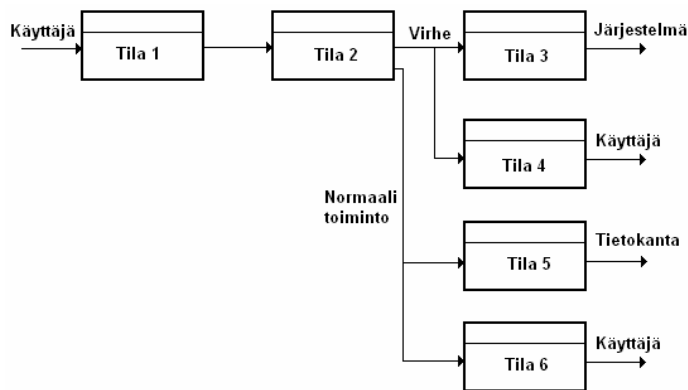 Käyttäjä
Tila 1
Tila 2
Virhe
Tila 3
Järjestelmä
Tila 4
Käyttäjä
Normaali
toiminto
Tila 5
Tietokanta
Tila 6
Käyttäjä